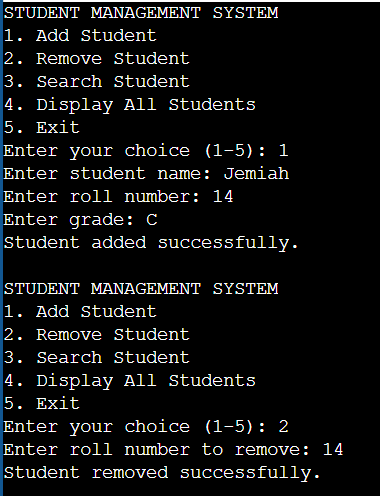 STUDENT MANAGEMENT SYSTEM
1. Add Student
2. Remove Student
3. Search Student
4. Display All Students
5. Exit
Enter your choice (1-5): 1
Enter student name: Jemiah
Enter roll number: 14
Enter grade: C
Student added successfully.

STUDENT MANAGEMENT SYSTEM
1. Add Student
2. Remove Student
3. Search Student
4. Display All Students
5. Exit
Enter your choice (1-5): 2
Enter roll number to remove: 14
Student removed successfully.